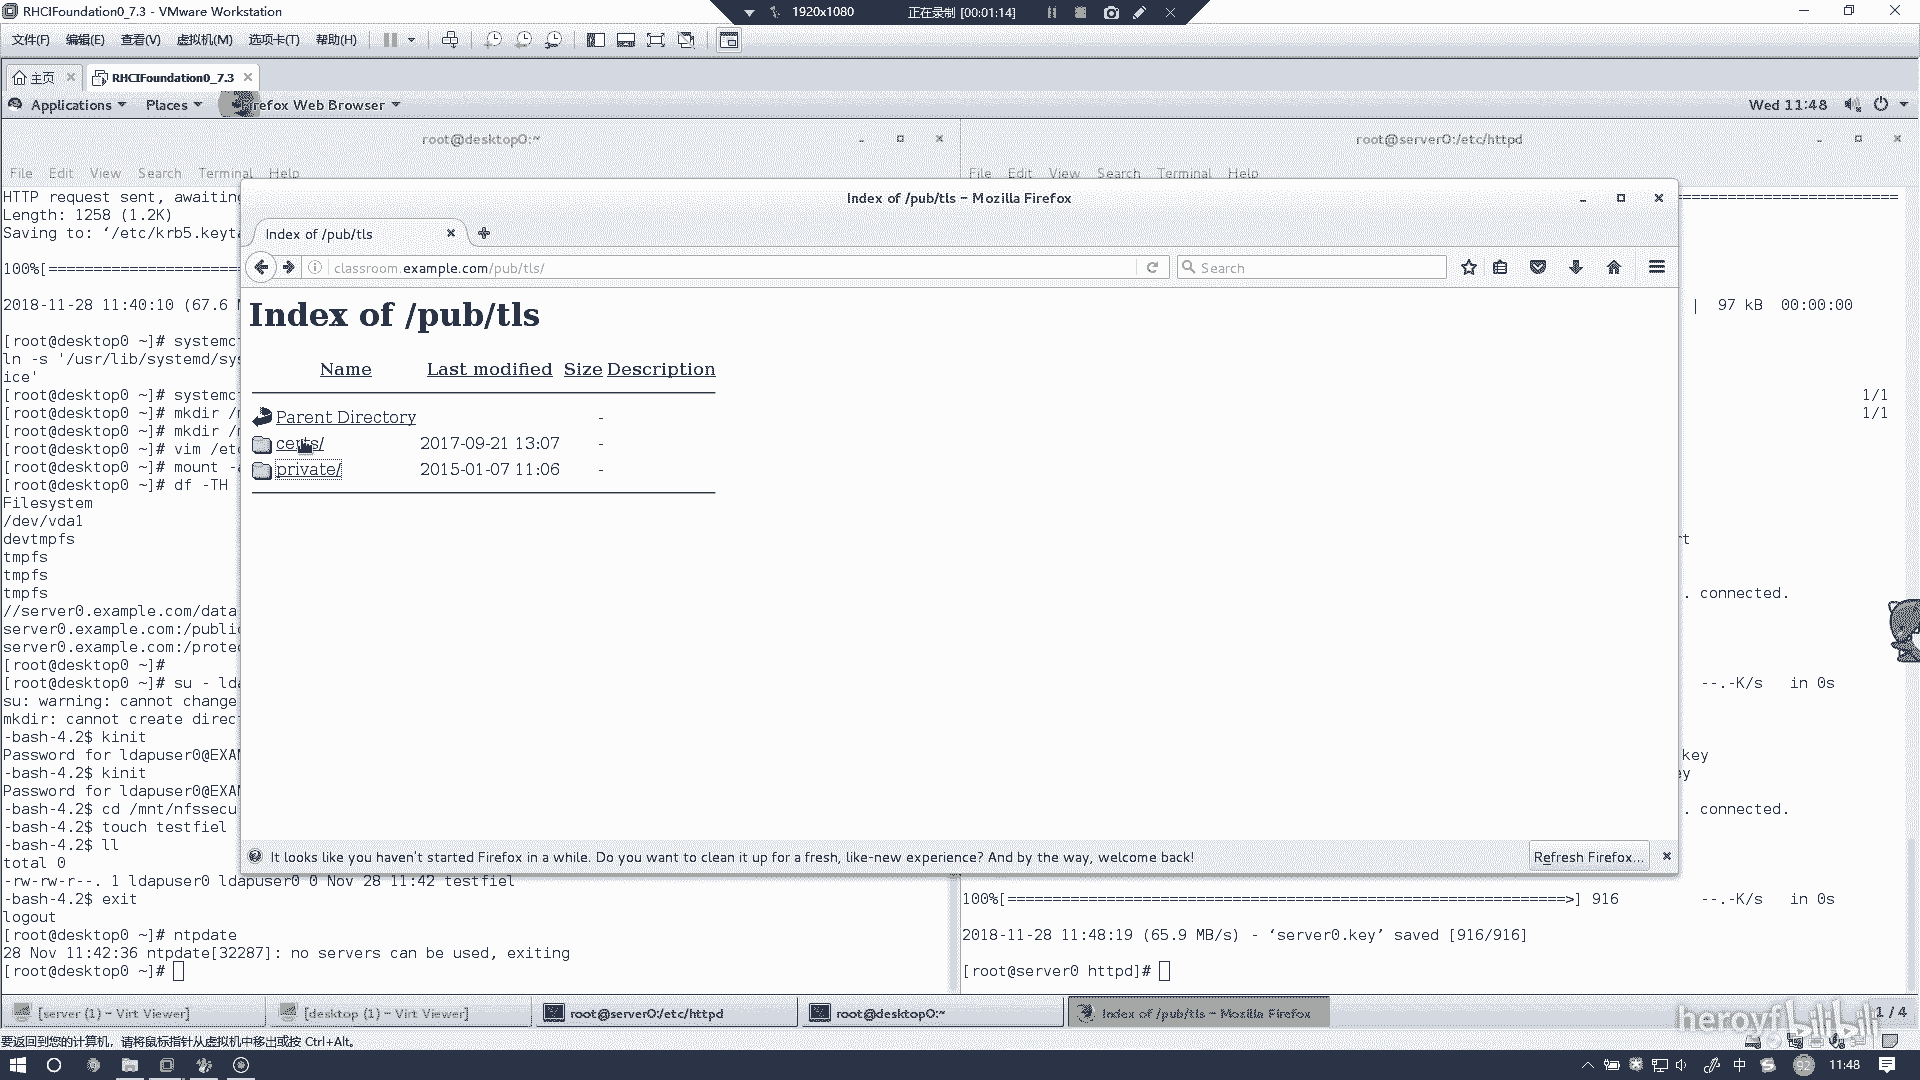 RHCIFoundation0_7.3 - VMware Workstation
1920x1080 正在录制 [00:01:14]
文件(F) 编辑(E) 查看(V) 虚拟机(M) 选项卡(T) 帮助(H)
主页 RHCIFoundation0_7.3
Applications Places Firefox Web Browser Wed 11:48
root@desktop0:~
File Edit View Search Terminal Help
HTTP request sent, awaiting
Length: 1258 (1.2K)
Saving to: ‘/etc/krb5.keyta
100%[======================
2018-11-28 11:40:10 (67.6
[root@desktop0 ~]# systemc
ln -s '/usr/lib/systemd/sys
ice'
[root@desktop0 ~]# systemc
[root@desktop0 ~]# mkdir /
[root@desktop0 ~]# mkdir /
[root@desktop0 ~]# vim /etc
[root@desktop0 ~]# mount -a
[root@desktop0 ~]# df -TH
Filesystem
/dev/vda1
devtmpfs
tmpfs
tmpfs
tmpfs
//server0.example.com/data
server0.example.com:/public
server0.example.com:/prote
[root@desktop0 ~]#
[root@desktop0 ~]# su - lda
su: warning: cannot change
mkdir: cannot create direc
-bash-4.2$ kinit
Password for ldapuser0@EXAM
-bash-4.2$ kinit
Password for ldapuser0@EXAM
-bash-4.2$ cd /mnt/nfssecu
-bash-4.2$ touch testfiel
-bash-4.2$ ll
total 0
-rw-rw-r--. 1 ldapuser0 ldapuser0 0 Nov 28 11:42 testfiel
-bash-4.2$ exit
logout
[root@desktop0 ~]# ntpdate
28 Nov 11:42:36 ntpdate[32287]: no servers can be used, exiting
[root@desktop0 ~]#
root@server0:/etc/httpd
File Edit View Search Terminal Help
| 97 kB 00:00:00
1/1
1/1
rt
. connected.
--.-K/s in 0s
key
ey
. connected.
100%[==============================================================>] 916 --.-K/s in 0s
2018-11-28 11:48:19 (65.9 MB/s) - ‘server0.key’ saved [916/916]
[root@server0 httpd]#
Index of /pub/tls - Mozilla Firefox
Index of /pub/tls
classroom.example.com/pub/tls/ Search
Index of /pub/tls
Name Last modified Size Description
Parent Directory -
certs/ 2017-09-21 13:07 -
private/ 2015-01-07 11:06 -
It looks like you haven't started Firefox in a while. Do you want to clean it up for a fresh, like-new experience? And by the way, welcome back! Refresh Firefox...
[server (1) - Virt Viewer] [desktop (1) - Virt Viewer] root@server0:/etc/httpd root@desktop0:~ Index of /pub/tls - Mozilla Firefox 1 / 4
heroyf bilibili
要返回到您的计算机，请将鼠标指针从虚拟机中移出或按 Ctrl+Alt。
中 92 11:48